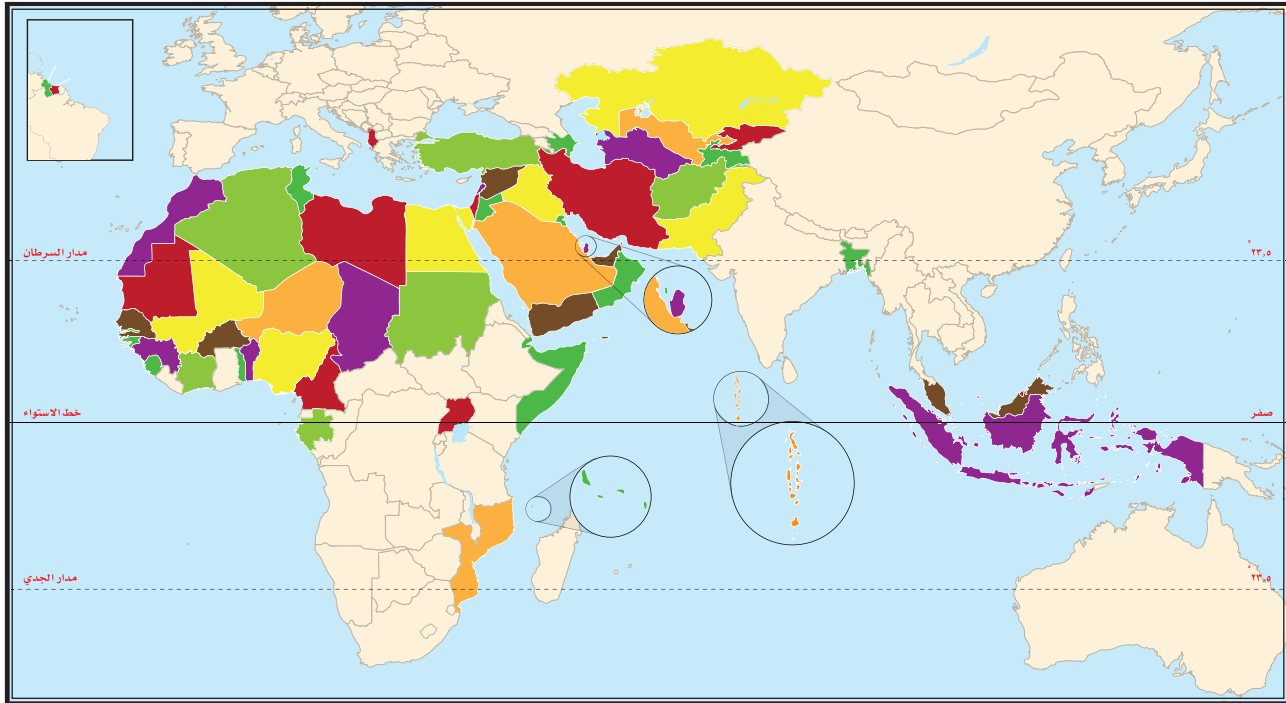 مدار السرطان
°٢٣,٥
خط الاستواء
صفر
مدار الجدي
°٢٣,٥